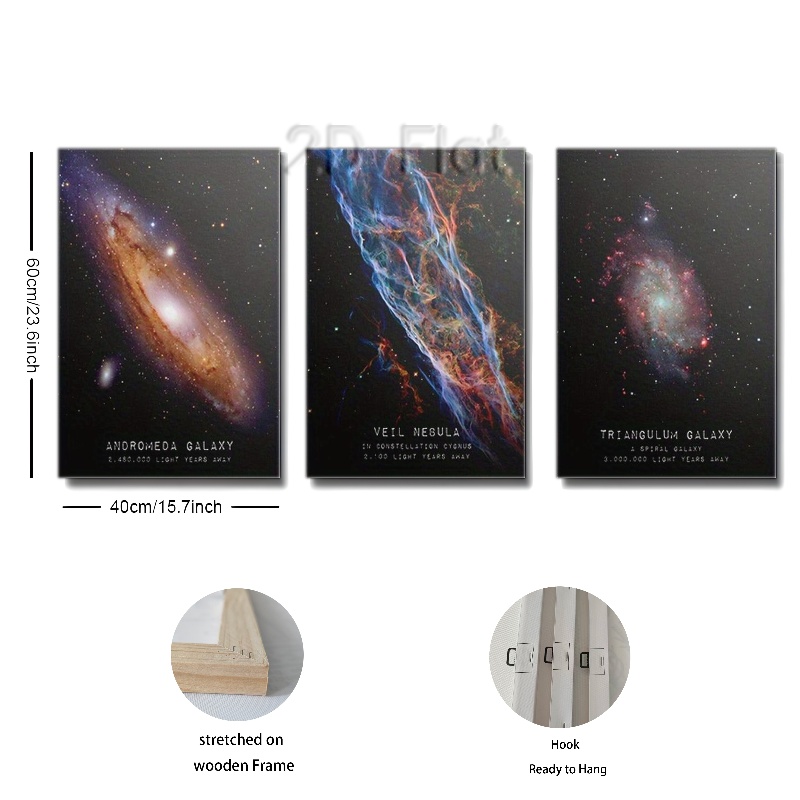 2D Flat
60cm/23.6inch
ANDROMEDA GALAXY
2.450.000 LIGHT YEARS AWAY
VEIL NEBULA
IN CONSTELLATION CYGNUS
2.100 LIGHT YEARS AWAY
TRIANGULUM GALAXY
A SPIRAL GALAXY
3.000.000 LIGHT YEARS AWAY
40cm/15.7inch
stretched on
wooden Frame
Hook
Ready to Hang